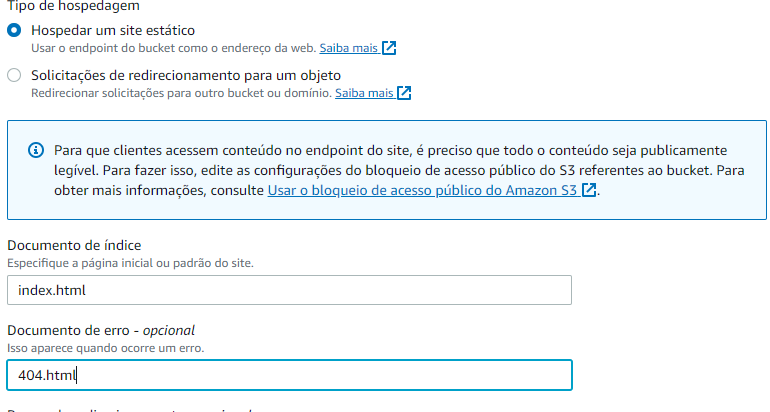 Tipo de hospedagem
Hospedar um site estático
Usar o endpoint do bucket como o endereço da web. Saiba mais
Solicitações de redirecionamento para um objeto
Redirecionar solicitações para outro bucket ou domínio. Saiba mais
Para que clientes acessem conteúdo no endpoint do site, é preciso que todo o conteúdo seja publicamente
legível. Para fazer isso, edite as configurações do bloqueio de acesso público do S3 referentes ao bucket. Para
obter mais informações, consulte Usar o bloqueio de acesso público do Amazon S3.
Documento de índice
Especifique a página inicial ou padrão do site.
index.html
Documento de erro - opcional
Isso aparece quando ocorre um erro.
404.html